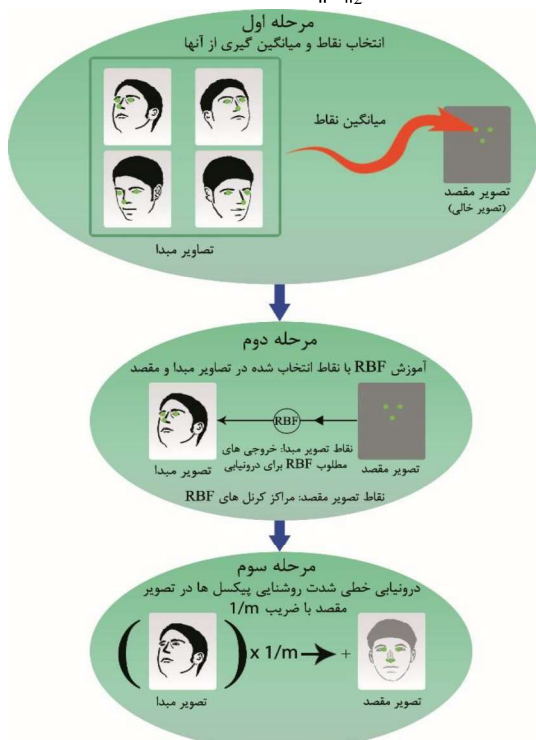 مرحله اول
انتخاب نقاط و میانگین گیری از آنها
میانگین نقاط
تصویر مقصد
(تصویر خالی)
تصاویر مبدا
مرحله دوم
آموزش RBF با نقاط انتخاب شده در تصاویر مبدا و مقصد
RBF
نقاط تصویر مبدا: خروجی های
مطلوب RBF برای درونیابی
تصویر مقصد
تصویر مبدا
نقاط تصویر مقصد: مراکز کرنل های RBF
مرحله سوم
درونیابی خطی شدت روشنایی پیکسل ها در تصویر
مقصد با ضریب 1/m
( ) x 1/m +
تصویر مبدا
تصویر مقصد